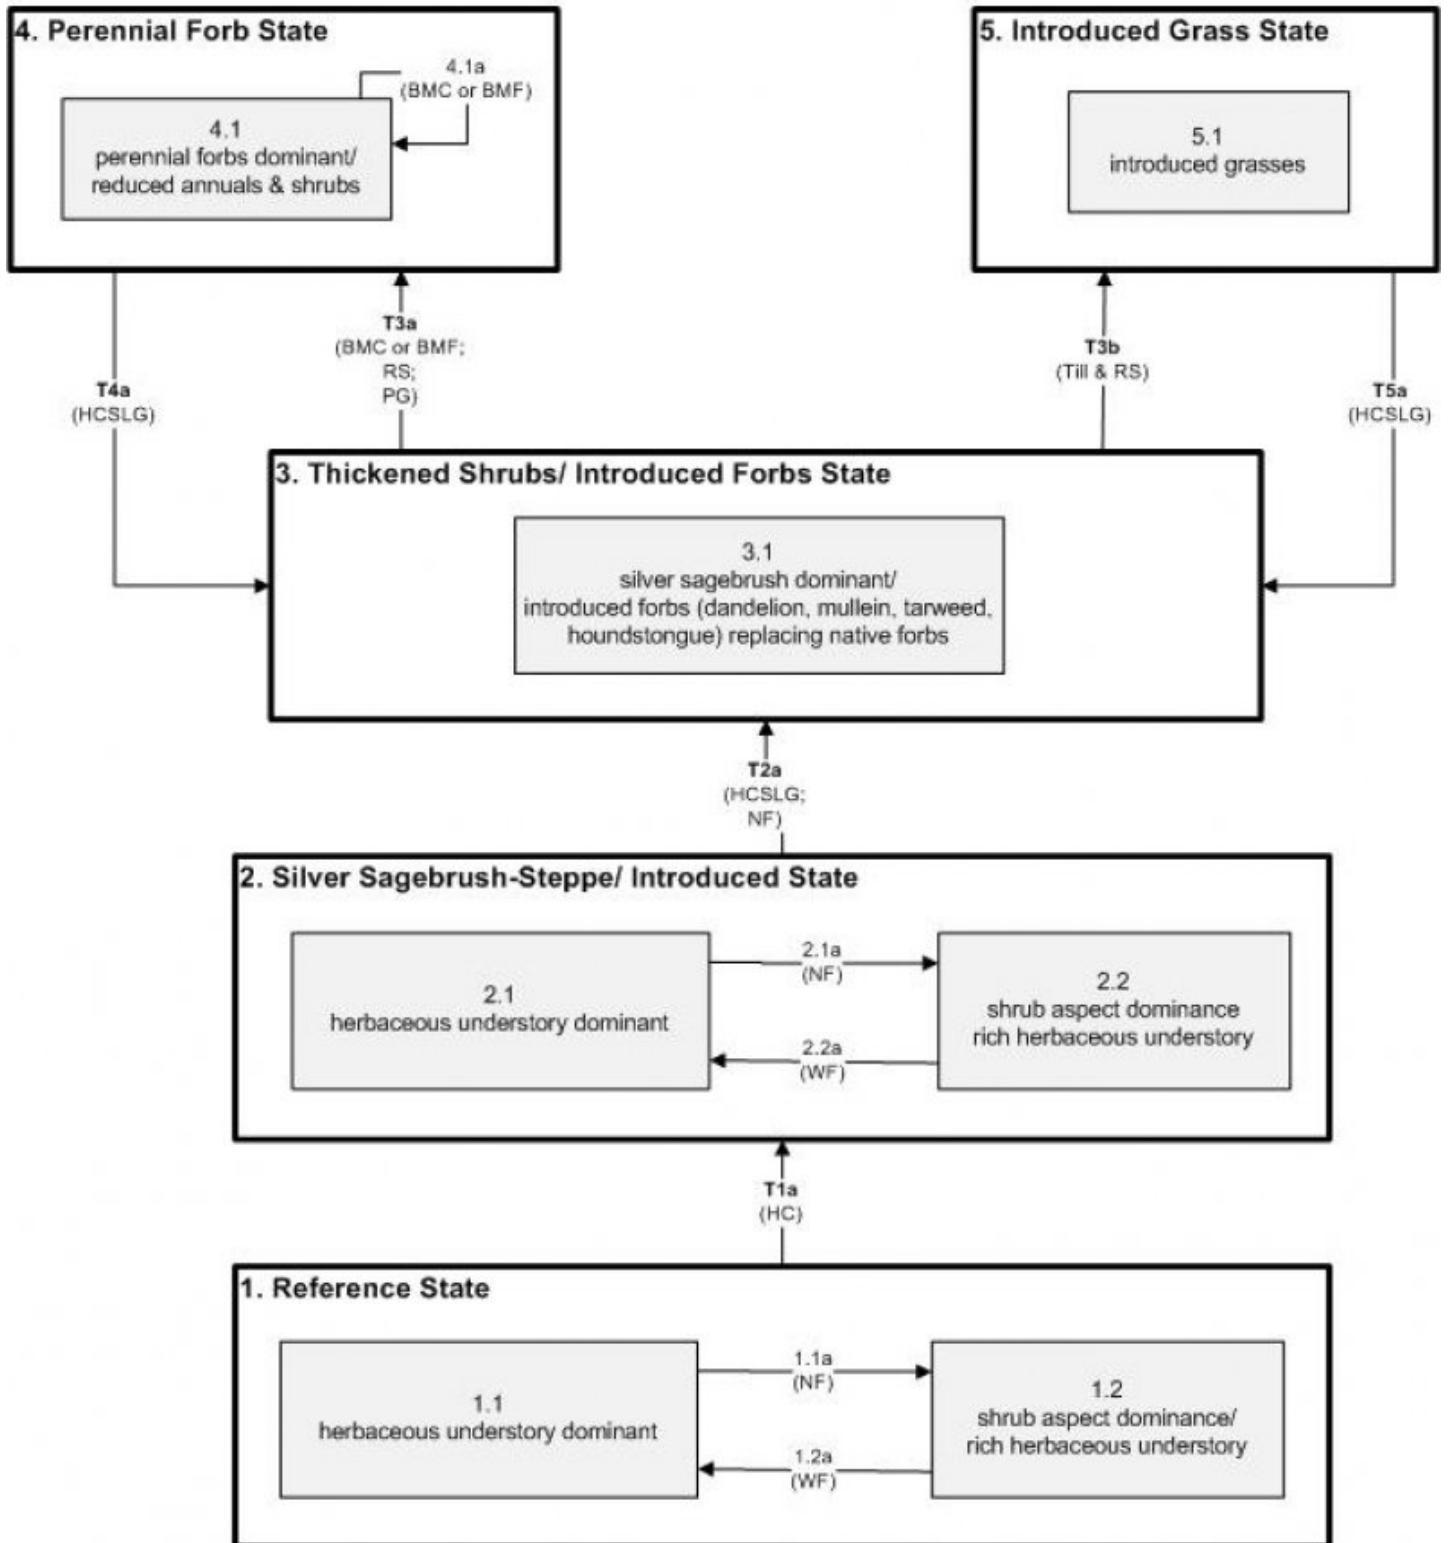 4. Perennial Forb State
4.1a
(BMC or BMF)
4.1
perennial forbs dominant/
reduced annuals & shrubs
5. Introduced Grass State
5.1
introduced grasses
T4a
(HCSLG)
T3a
(BMC or BMF;
RS;
PG)
T3b
(Till & RS)
T5a
(HCSLG)
3. Thickened Shrubs/ Introduced Forbs State
3.1
silver sagebrush dominant/
introduced forbs (dandelion, mullein, tarweed,
houndstongue) replacing native forbs
T2a
(HCSLG;
NF)
2. Silver Sagebrush-Steppe/ Introduced State
2.1
herbaceous understory dominant
2.1a
(NF)
2.2a
(WF)
2.2
shrub aspect dominance
rich herbaceous understory
T1a
(HC)
1. Reference State
1.1
herbaceous understory dominant
1.1a
(NF)
1.2a
(WF)
1.2
shrub aspect dominance/
rich herbaceous understory